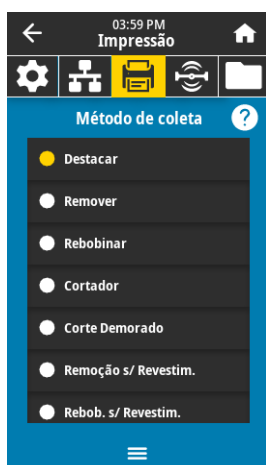 03:59 PM
Impressão
Método de coleta
?
Destacar
Remover
Rebobinar
Cortador
Corte Demorado
Remoção s/ Revestim.
Rebob. s/ Revestim.